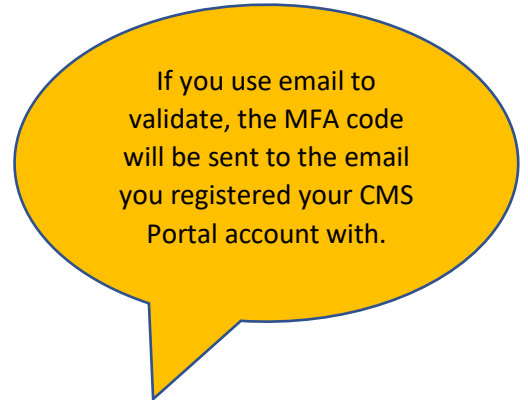 If you use email to
validate, the MFA code
will be sent to the email
you registered your CMS
Portal account with.